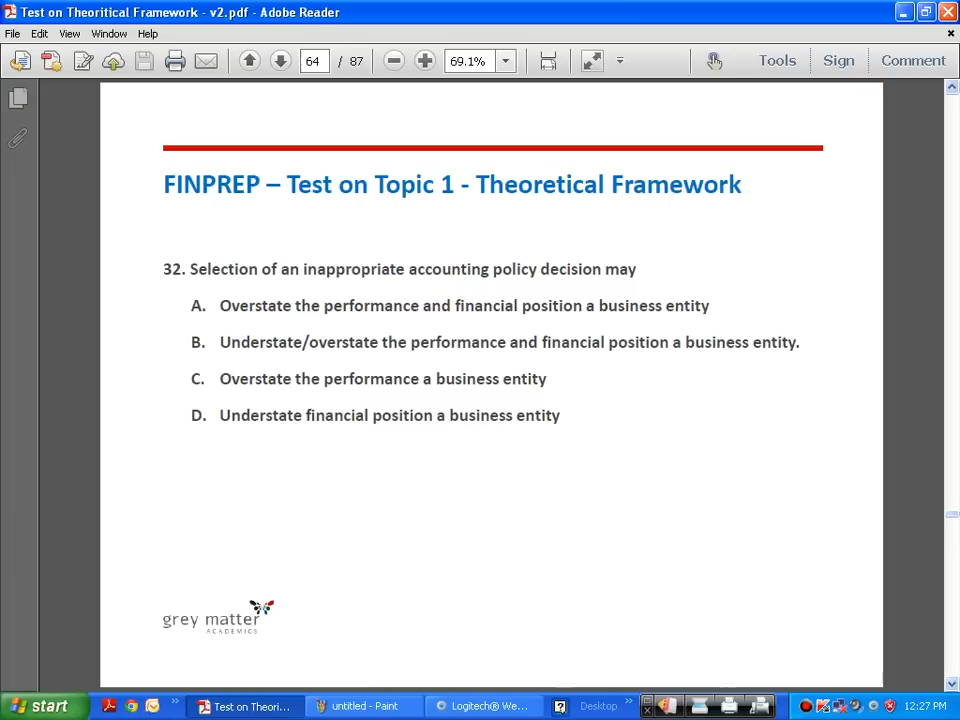 Test on Theoritical Framework - v2.pdf - Adobe Reader
File Edit View Window Help
64 / 87 69.1% Tools Sign Comment
FINPREP – Test on Topic 1 - Theoretical Framework
32. Selection of an inappropriate accounting policy decision may
A. Overstate the performance and financial position a business entity
B. Understate/overstate the performance and financial position a business entity.
C. Overstate the performance a business entity
D. Understate financial position a business entity
grey matter
ACADEMICS
start Test on Theori... untitled - Paint Logitech® We... Desktop 12:27 PM